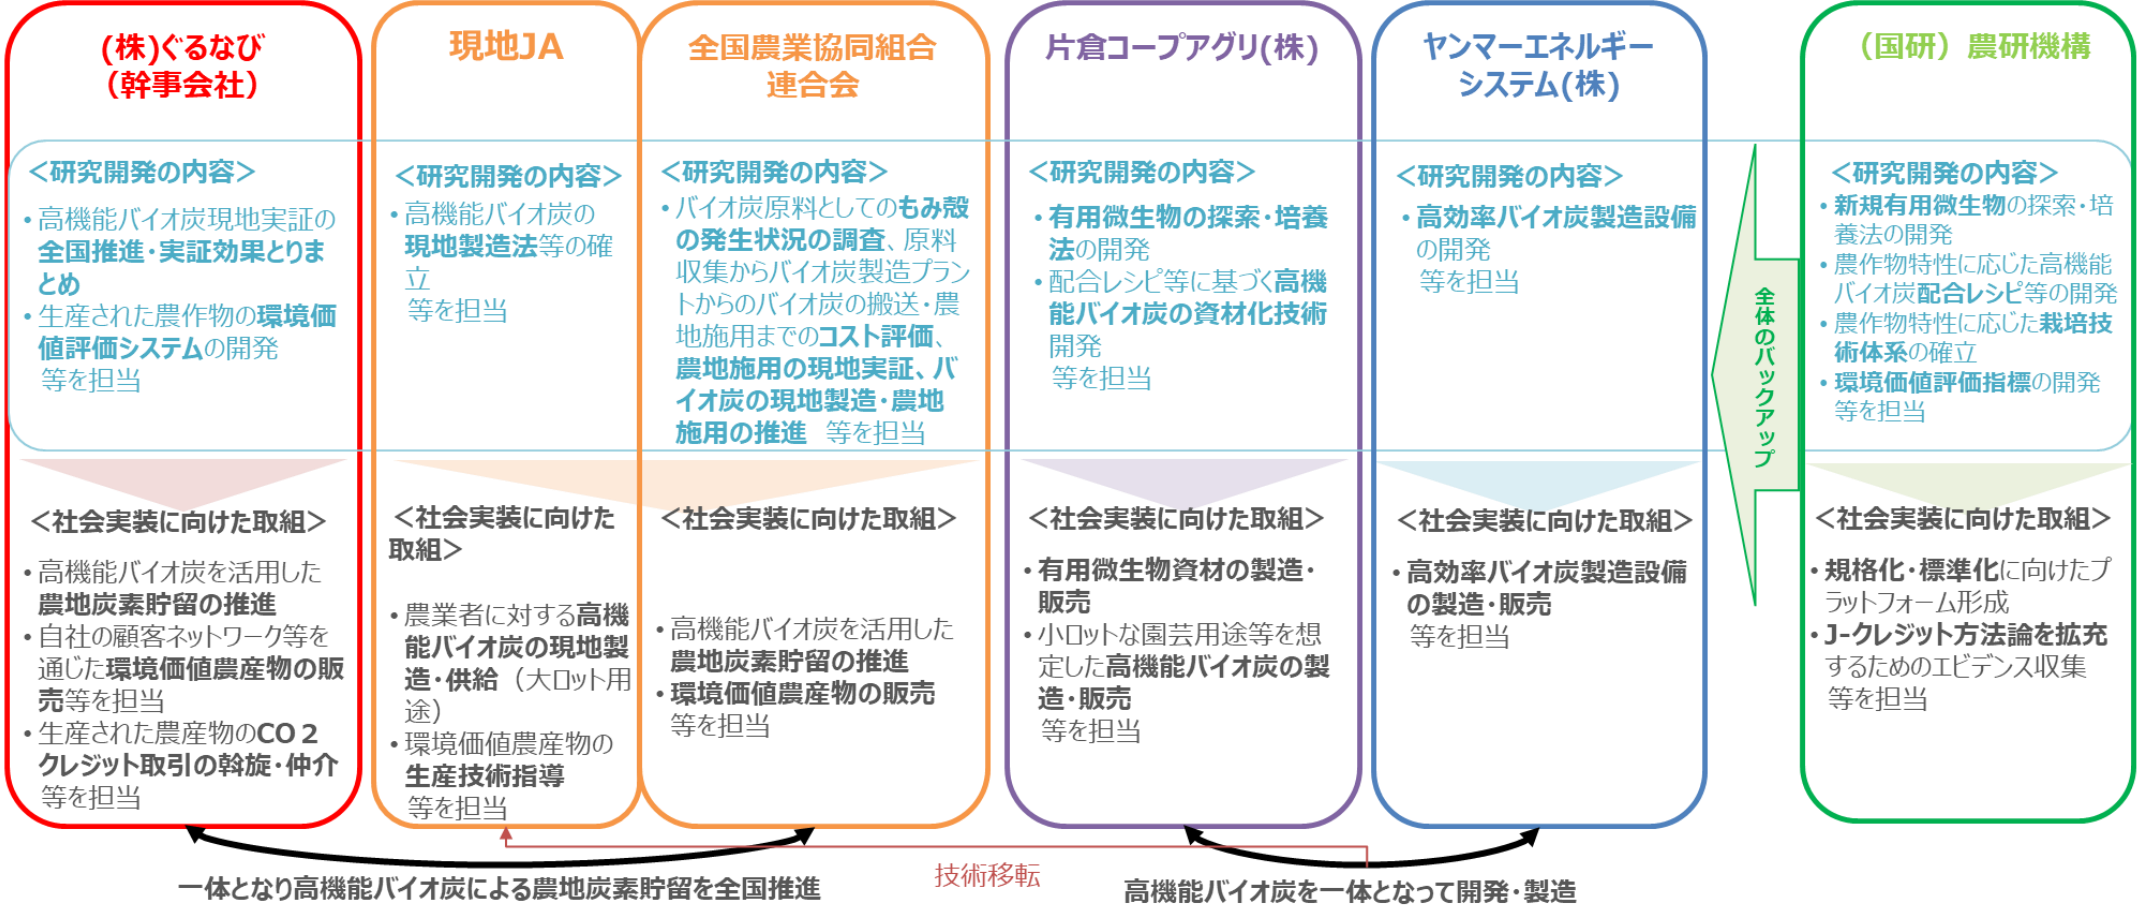 (株)ぐるなび
（幹事会社）
＜研究開発の内容＞
・高機能バイオ炭現地実証の
全国推進・実証効果とりま
とめ
・生産された農作物の環境価
値評価システムの開発
等を担当
＜社会実装に向けた取組＞
・高機能バイオ炭を活用した
農地炭素貯留の推進
・自社の顧客ネットワーク等を
通じた環境価値農産物の販
売等を担当
・生産された農産物のCO２
クレジット取引の斡旋・仲介
等を担当
現地JA
＜研究開発の内容＞
・高機能バイオ炭の
現地製造法等の確
立
等を担当
＜社会実装に向けた
取組＞
・農業者に対する高機
能バイオ炭の現地製
造・供給（大ロット用
途）
・環境価値農産物の
生産技術指導
等を担当
全国農業協同組合
連合会
＜研究開発の内容＞
・バイオ炭原料としてのもみ殻
の発生状況の調査、原料
収集からバイオ炭製造プラン
トからのバイオ炭の搬送・農
地施用までのコスト評価、
農地施用の現地実証、バ
イオ炭の現地製造・農地
施用の推進　等を担当
＜社会実装に向けた取組＞
・高機能バイオ炭を活用した
農地炭素貯留の推進
・環境価値農産物の販売
等を担当
片倉コープアグリ(株)
＜研究開発の内容＞
・有用微生物の探索・培養
法の開発
・配合レシピ等に基づく高機
能バイオ炭の資材化技術
開発
等を担当
＜社会実装に向けた取組＞
・有用微生物資材の製造・
販売
・小ロットな園芸用途等を想
定した高機能バイオ炭の製
造・販売
等を担当
ヤンマーエネルギー
システム(株)
＜研究開発の内容＞
・高効率バイオ炭製造設備
の開発
等を担当
＜社会実装に向けた取組＞
・高効率バイオ炭製造設備
の製造・販売
等を担当
全体のバックアップ
（国研）農研機構
＜研究開発の内容＞
・新規有用微生物の探索・培
養法の開発
・農作物特性に応じた高機能
バイオ炭配合レシピ等の開発
・農作物特性に応じた栽培技
術体系の確立
・環境価値評価指標の開発
等を担当
＜社会実装に向けた取組＞
・規格化・標準化に向けたプ
ラットフォーム形成
・J-クレジット方法論を拡充
するためのエビデンス収集
等を担当
一体となり高機能バイオ炭による農地炭素貯留を全国推進
技術移転
高機能バイオ炭を一体となって開発・製造